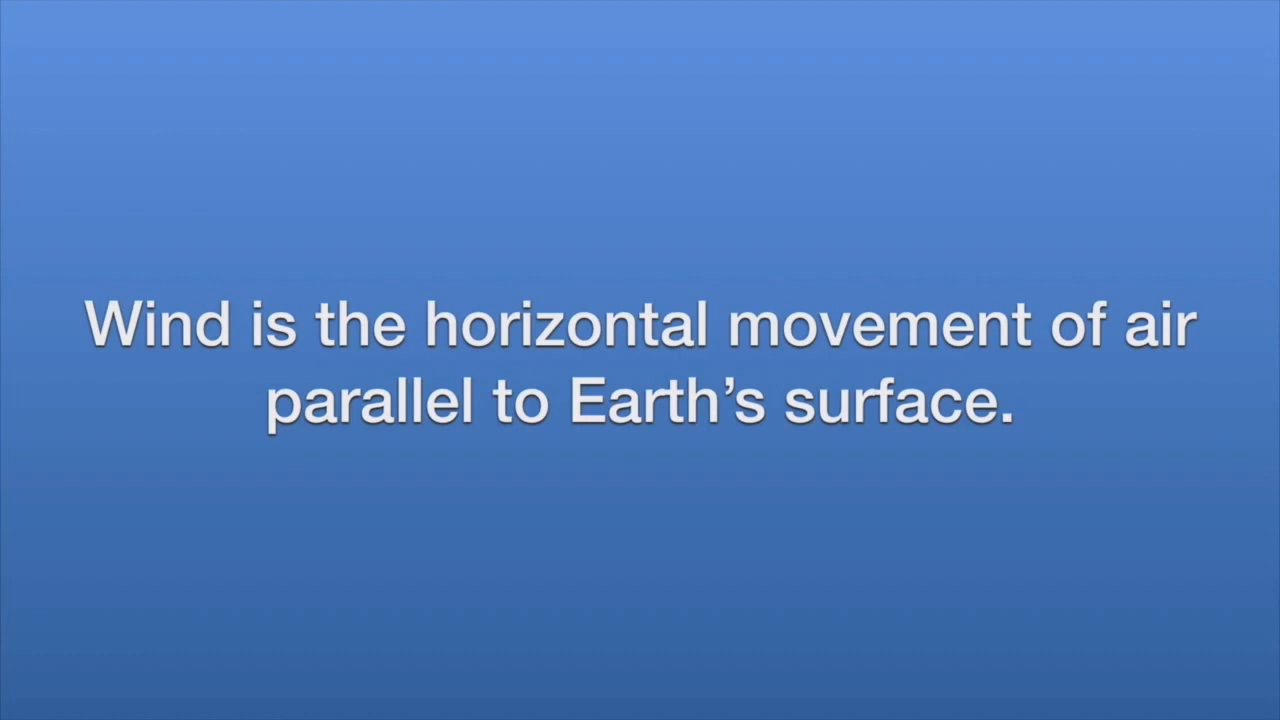 Wind is the horizontal movement of air
parallel to Earth’s surface.